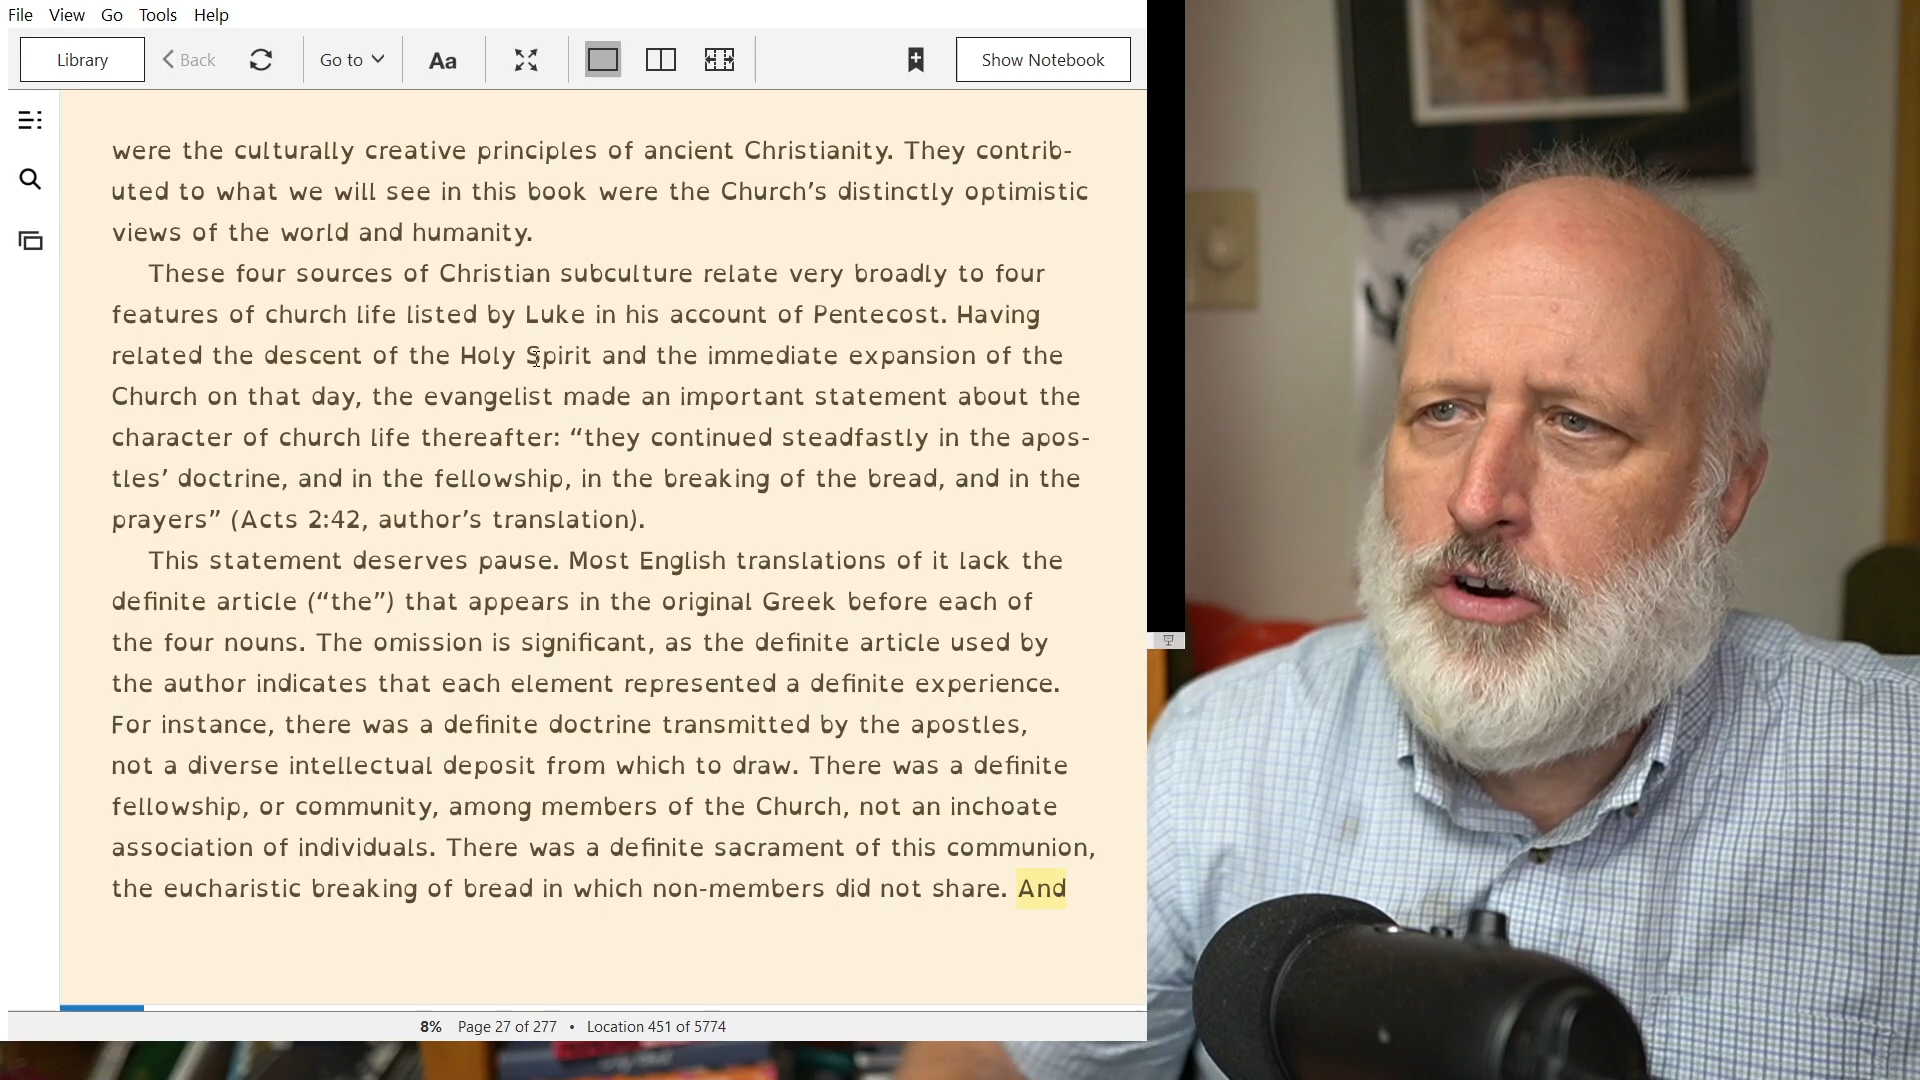 File View Go Tools Help
Library Back Go to Aa Show Notebook
were the culturally creative principles of ancient Christianity. They contrib-
uted to what we will see in this book were the Church’s distinctly optimistic
views of the world and humanity.
These four sources of Christian subculture relate very broadly to four
features of church life listed by Luke in his account of Pentecost. Having
related the descent of the Holy Spirit and the immediate expansion of the
Church on that day, the evangelist made an important statement about the
character of church life thereafter: “they continued steadfastly in the apos-
tles’ doctrine, and in the fellowship, in the breaking of the bread, and in the
prayers” (Acts 2:42, author’s translation).
This statement deserves pause. Most English translations of it lack the
definite article (“the”) that appears in the original Greek before each of
the four nouns. The omission is significant, as the definite article used by
the author indicates that each element represented a definite experience.
For instance, there was a definite doctrine transmitted by the apostles,
not a diverse intellectual deposit from which to draw. There was a definite
fellowship, or community, among members of the Church, not an inchoate
association of individuals. There was a definite sacrament of this communion,
the eucharistic breaking of bread in which non-members did not share. And
8% Page 27 of 277 • Location 451 of 5774